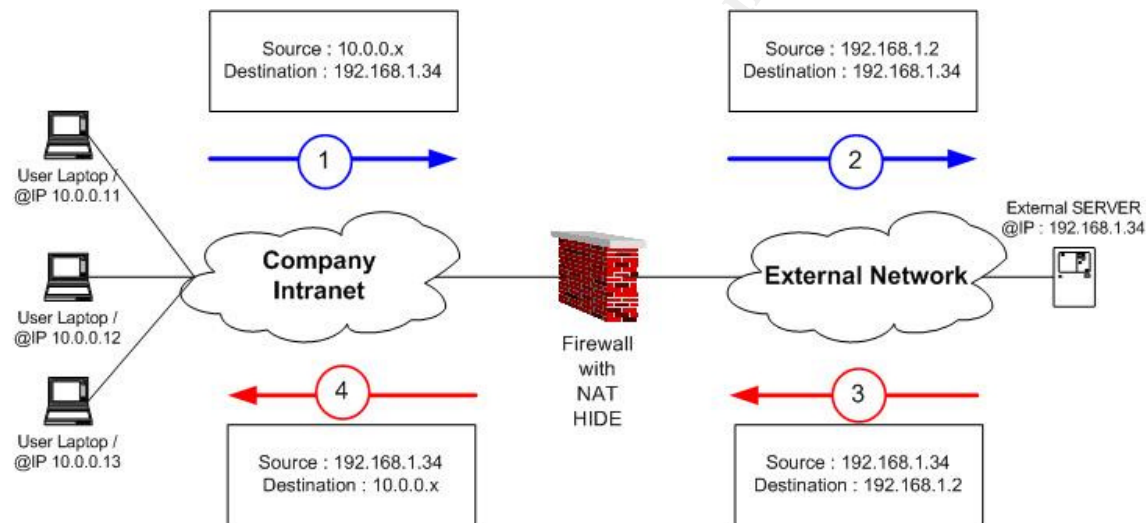 Source : 10.0.0.x
Destination : 192.168.1.34
Source : 192.168.1.2
Destination : 192.168.1.34
1
2
User Laptop /
@IP 10.0.0.11
External SERVER
@IP : 192.168.1.34
Company
Intranet
External Network
User Laptop /
@IP 10.0.0.12
Firewall
with
NAT
HIDE
4
3
User Laptop /
@IP 10.0.0.13
Source : 192.168.1.34
Destination : 10.0.0.x
Source : 192.168.1.34
Destination : 192.168.1.2